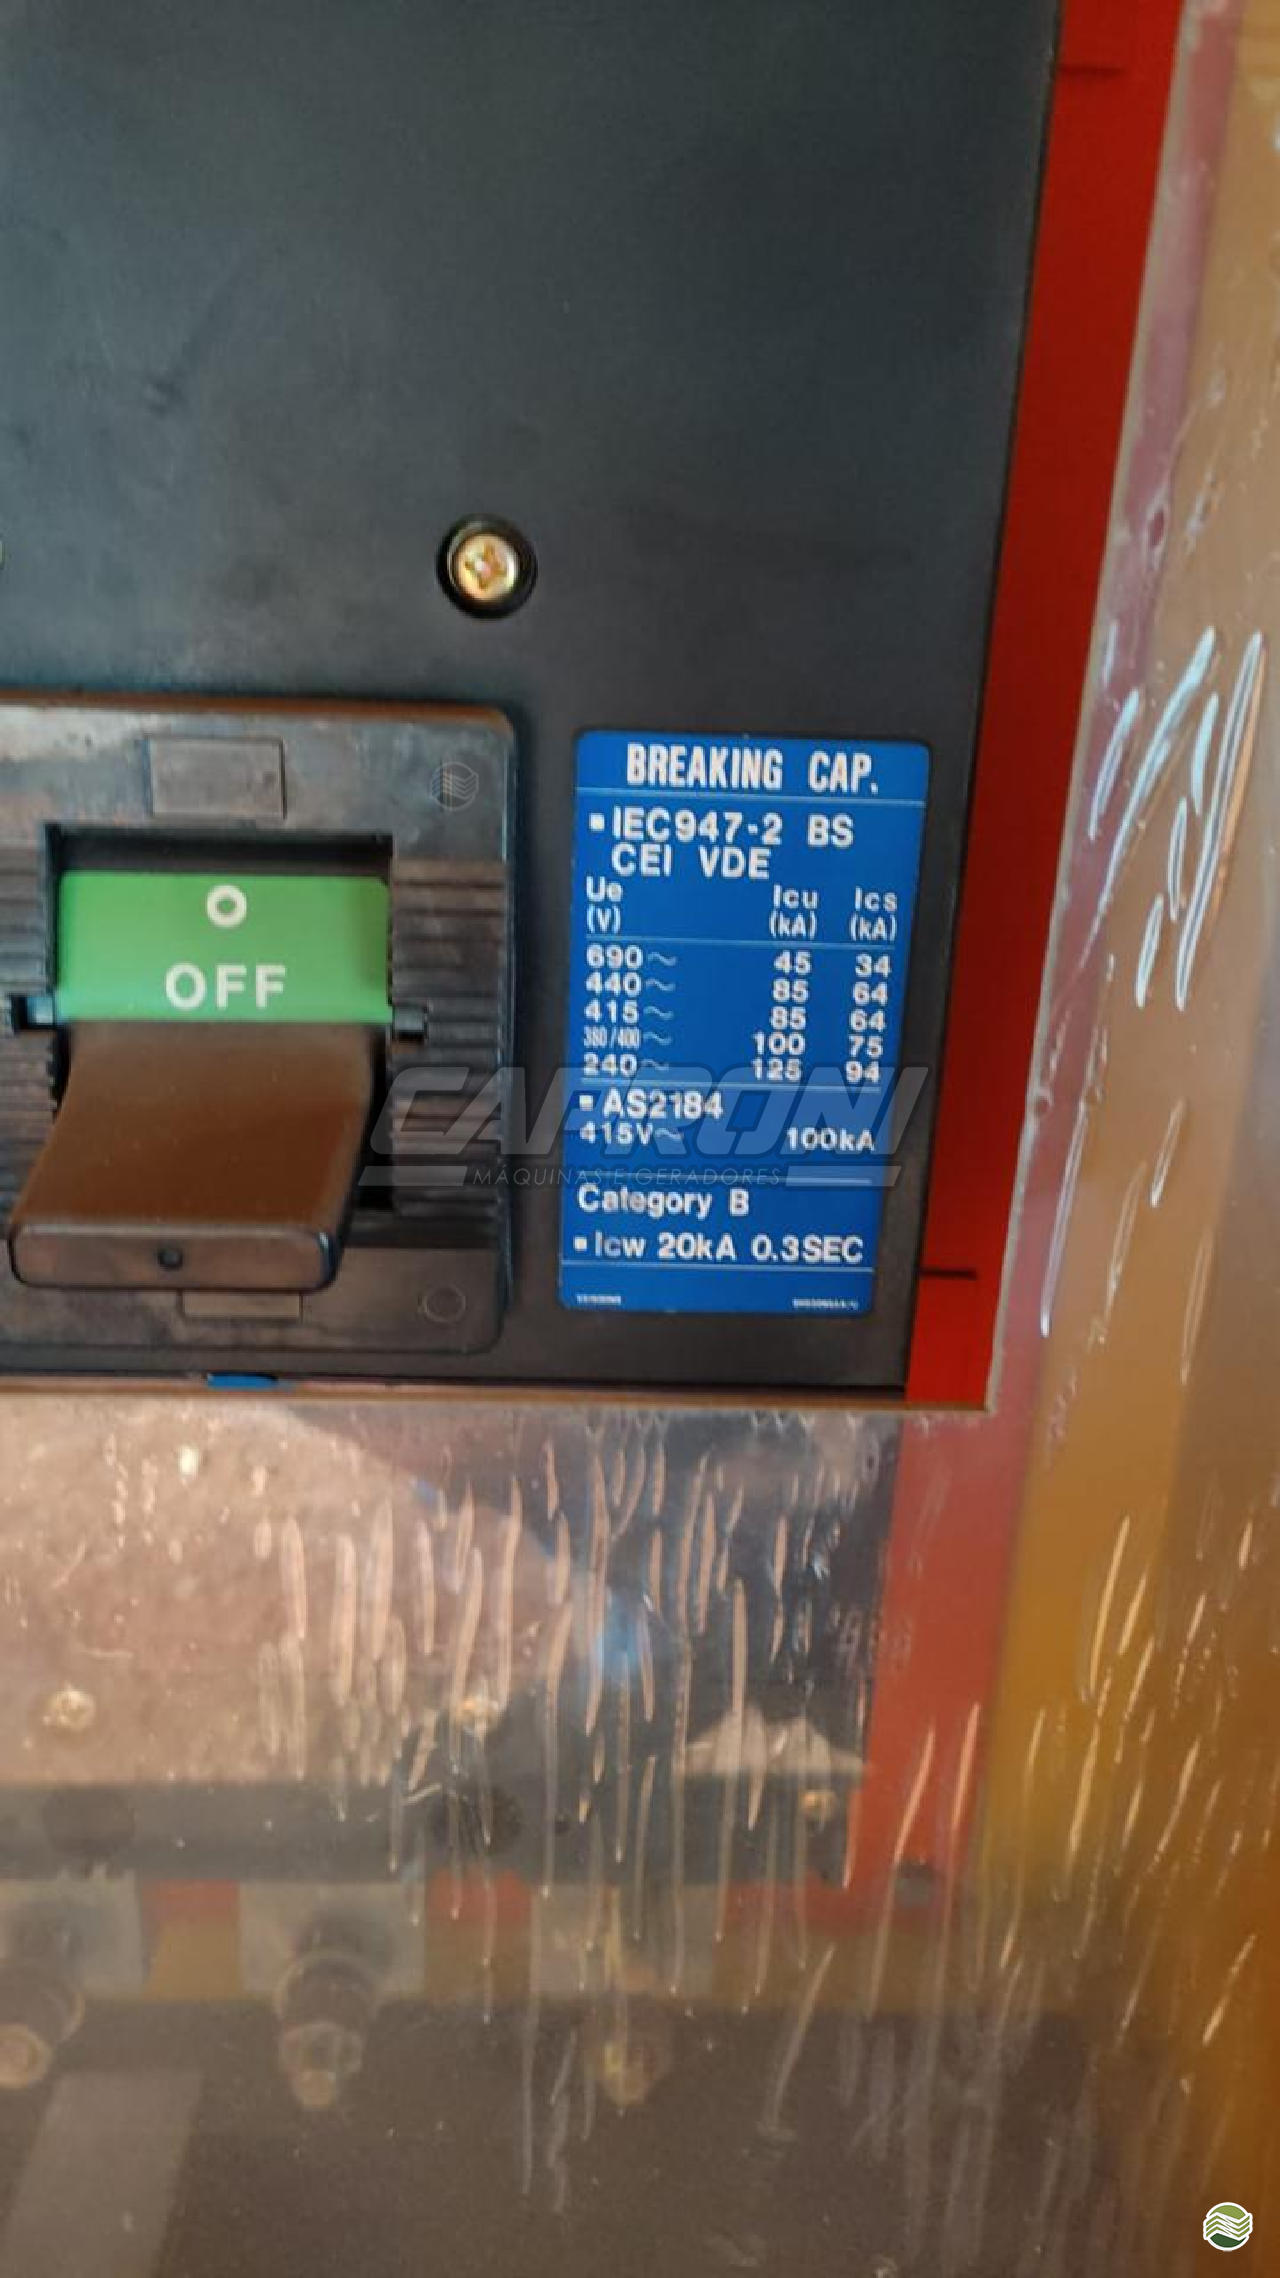 BREAKING CAP.
▪ IEC947-2 BS
CEI VDE
Ue Icu Ics
(V) (kA) (kA)
690~ 45 34
440~ 85 64
415~ 85 64
380/400~ 100 75
240~ 125 94
▪ AS2184
415V~ 100kA
Category B
▪ Icw 20kA 0.3SEC
O
OFF
CAPRONI
MÁQUINAS E GERADORES